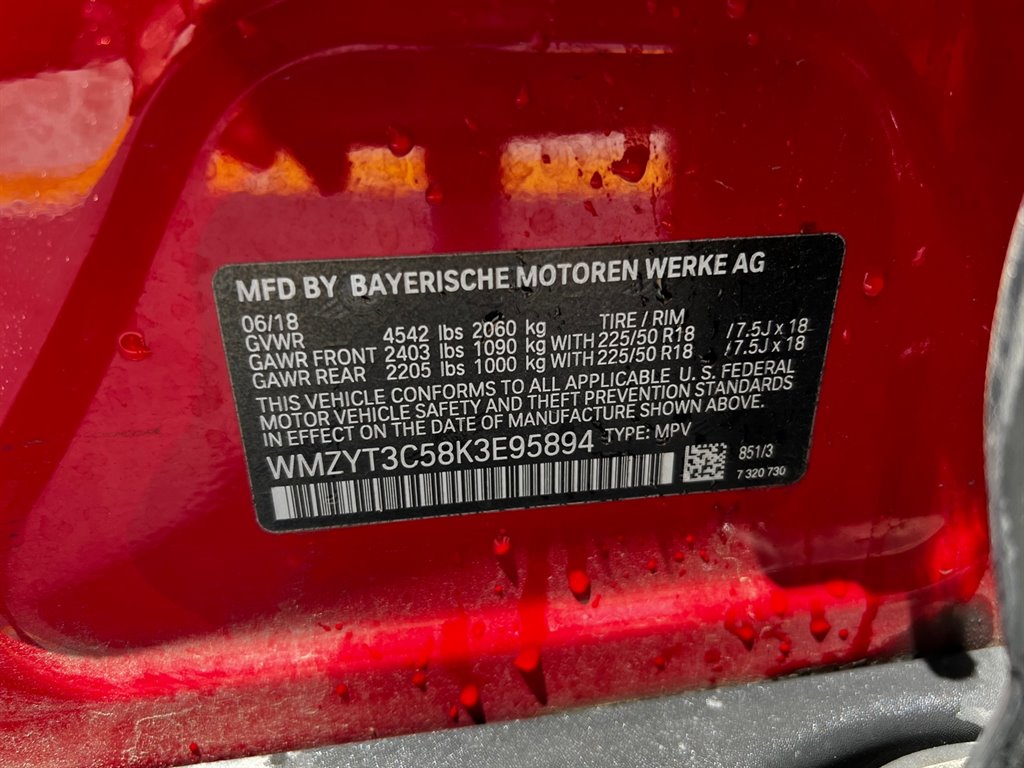 MFD BY BAYERISCHE MOTOREN WERKE AG
06/18 TIRE / RIM
GVWR 4542 lbs 2060 kg
GAWR FRONT 2403 lbs 1090 kg WITH 225/50 R18 /7.5J x 18
GAWR REAR 2205 lbs 1000 kg WITH 225/50 R18 /7.5J x 18
THIS VEHICLE CONFORMS TO ALL APPLICABLE U. S. FEDERAL
MOTOR VEHICLE SAFETY AND THEFT PREVENTION STANDARDS
IN EFFECT ON THE DATE OF MANUFACTURE SHOWN ABOVE.
WMZYT3C58K3E95894 TYPE: MPV
851/3
7 320 730